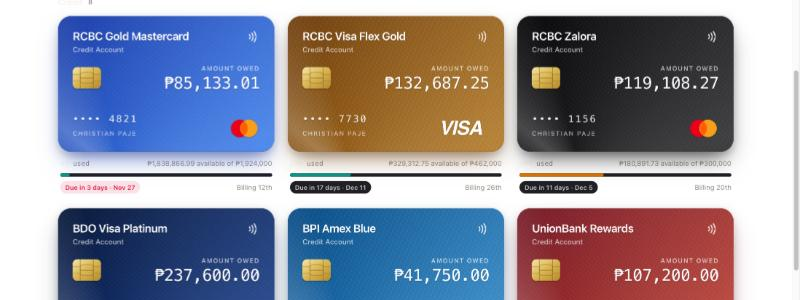 RCBC Gold Mastercard
Credit Account
AMOUNT OWED
₱85,133.01
•••• 4821
CHRISTIAN PAJE
used ₱1,838,866.99 available of ₱1,924,000
Due in 3 days · Nov 27 Billing 12th
RCBC Visa Flex Gold
Credit Account
AMOUNT OWED
₱132,687.25
•••• 7730
CHRISTIAN PAJE
VISA
used ₱329,312.75 available of ₱462,000
Due in 17 days · Dec 11 Billing 26th
RCBC Zalora
Credit Account
AMOUNT OWED
₱119,108.27
•••• 1156
CHRISTIAN PAJE
used ₱180,891.73 available of ₱300,000
Due in 11 days · Dec 5 Billing 20th
BDO Visa Platinum
Credit Account
AMOUNT OWED
₱237,600.00
BPI Amex Blue
Credit Account
AMOUNT OWED
₱41,750.00
UnionBank Rewards
Credit Account
AMOUNT OWED
₱107,200.00